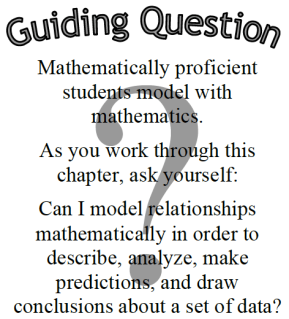 Guiding Question
Mathematically proficient
students model with
mathematics.
As you work through this
chapter, ask yourself:
Can I model relationships
mathematically in order to
describe, analyze, make
predictions, and draw
conclusions about a set of data?